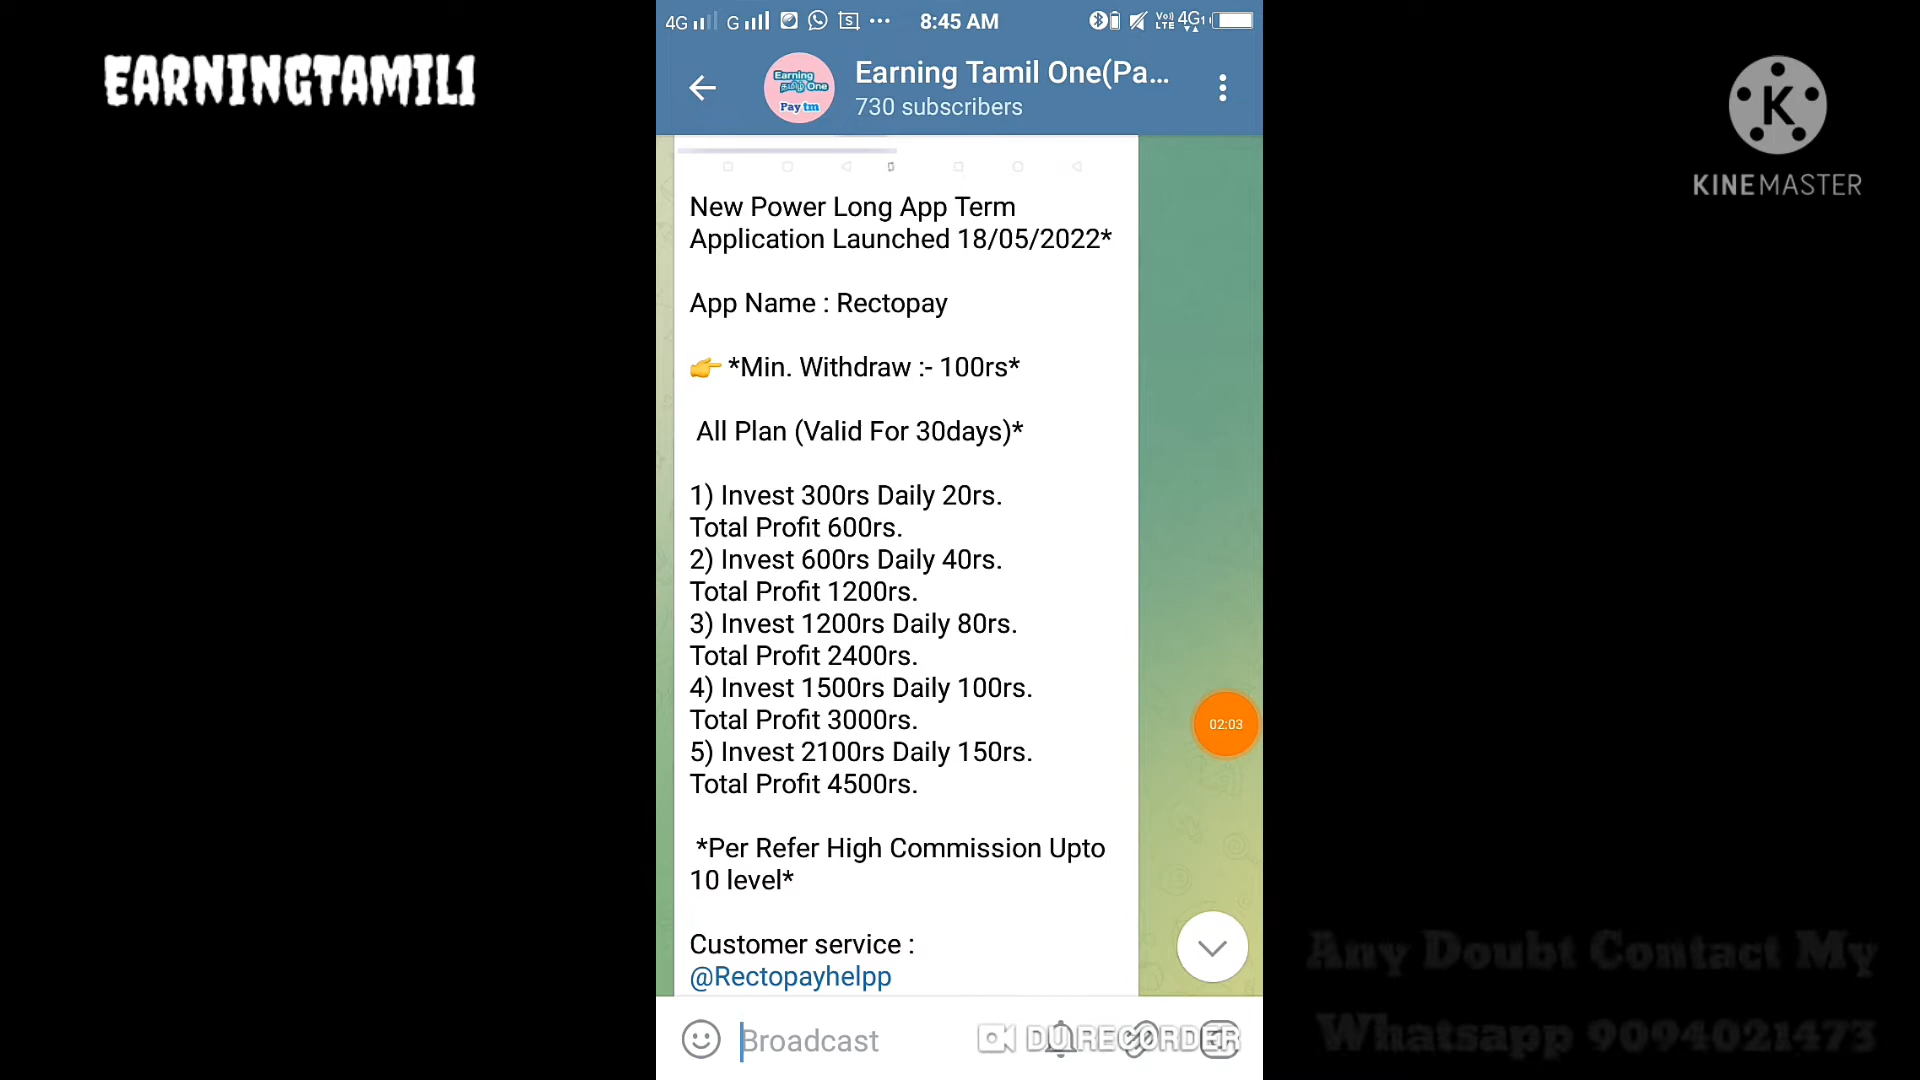 EARNINGTAMIL1
4G G 8:45 AM VoLTE 4G
Earning Tamil One(Pa...
730 subscribers
Earning
தமிழ் One
Paytm
KINEMASTER
New Power Long App Term
Application Launched 18/05/2022*
App Name : Rectopay
👉 *Min. Withdraw :- 100rs*
All Plan (Valid For 30days)*
1) Invest 300rs Daily 20rs.
Total Profit 600rs.
2) Invest 600rs Daily 40rs.
Total Profit 1200rs.
3) Invest 1200rs Daily 80rs.
Total Profit 2400rs.
4) Invest 1500rs Daily 100rs.
Total Profit 3000rs.
5) Invest 2100rs Daily 150rs.
Total Profit 4500rs.
02:03
*Per Refer High Commission Upto
10 level*
Customer service :
@Rectopayhelpp
Broadcast
DU RECORDER
Any Doubt Contact My
Whatsapp 9094021473